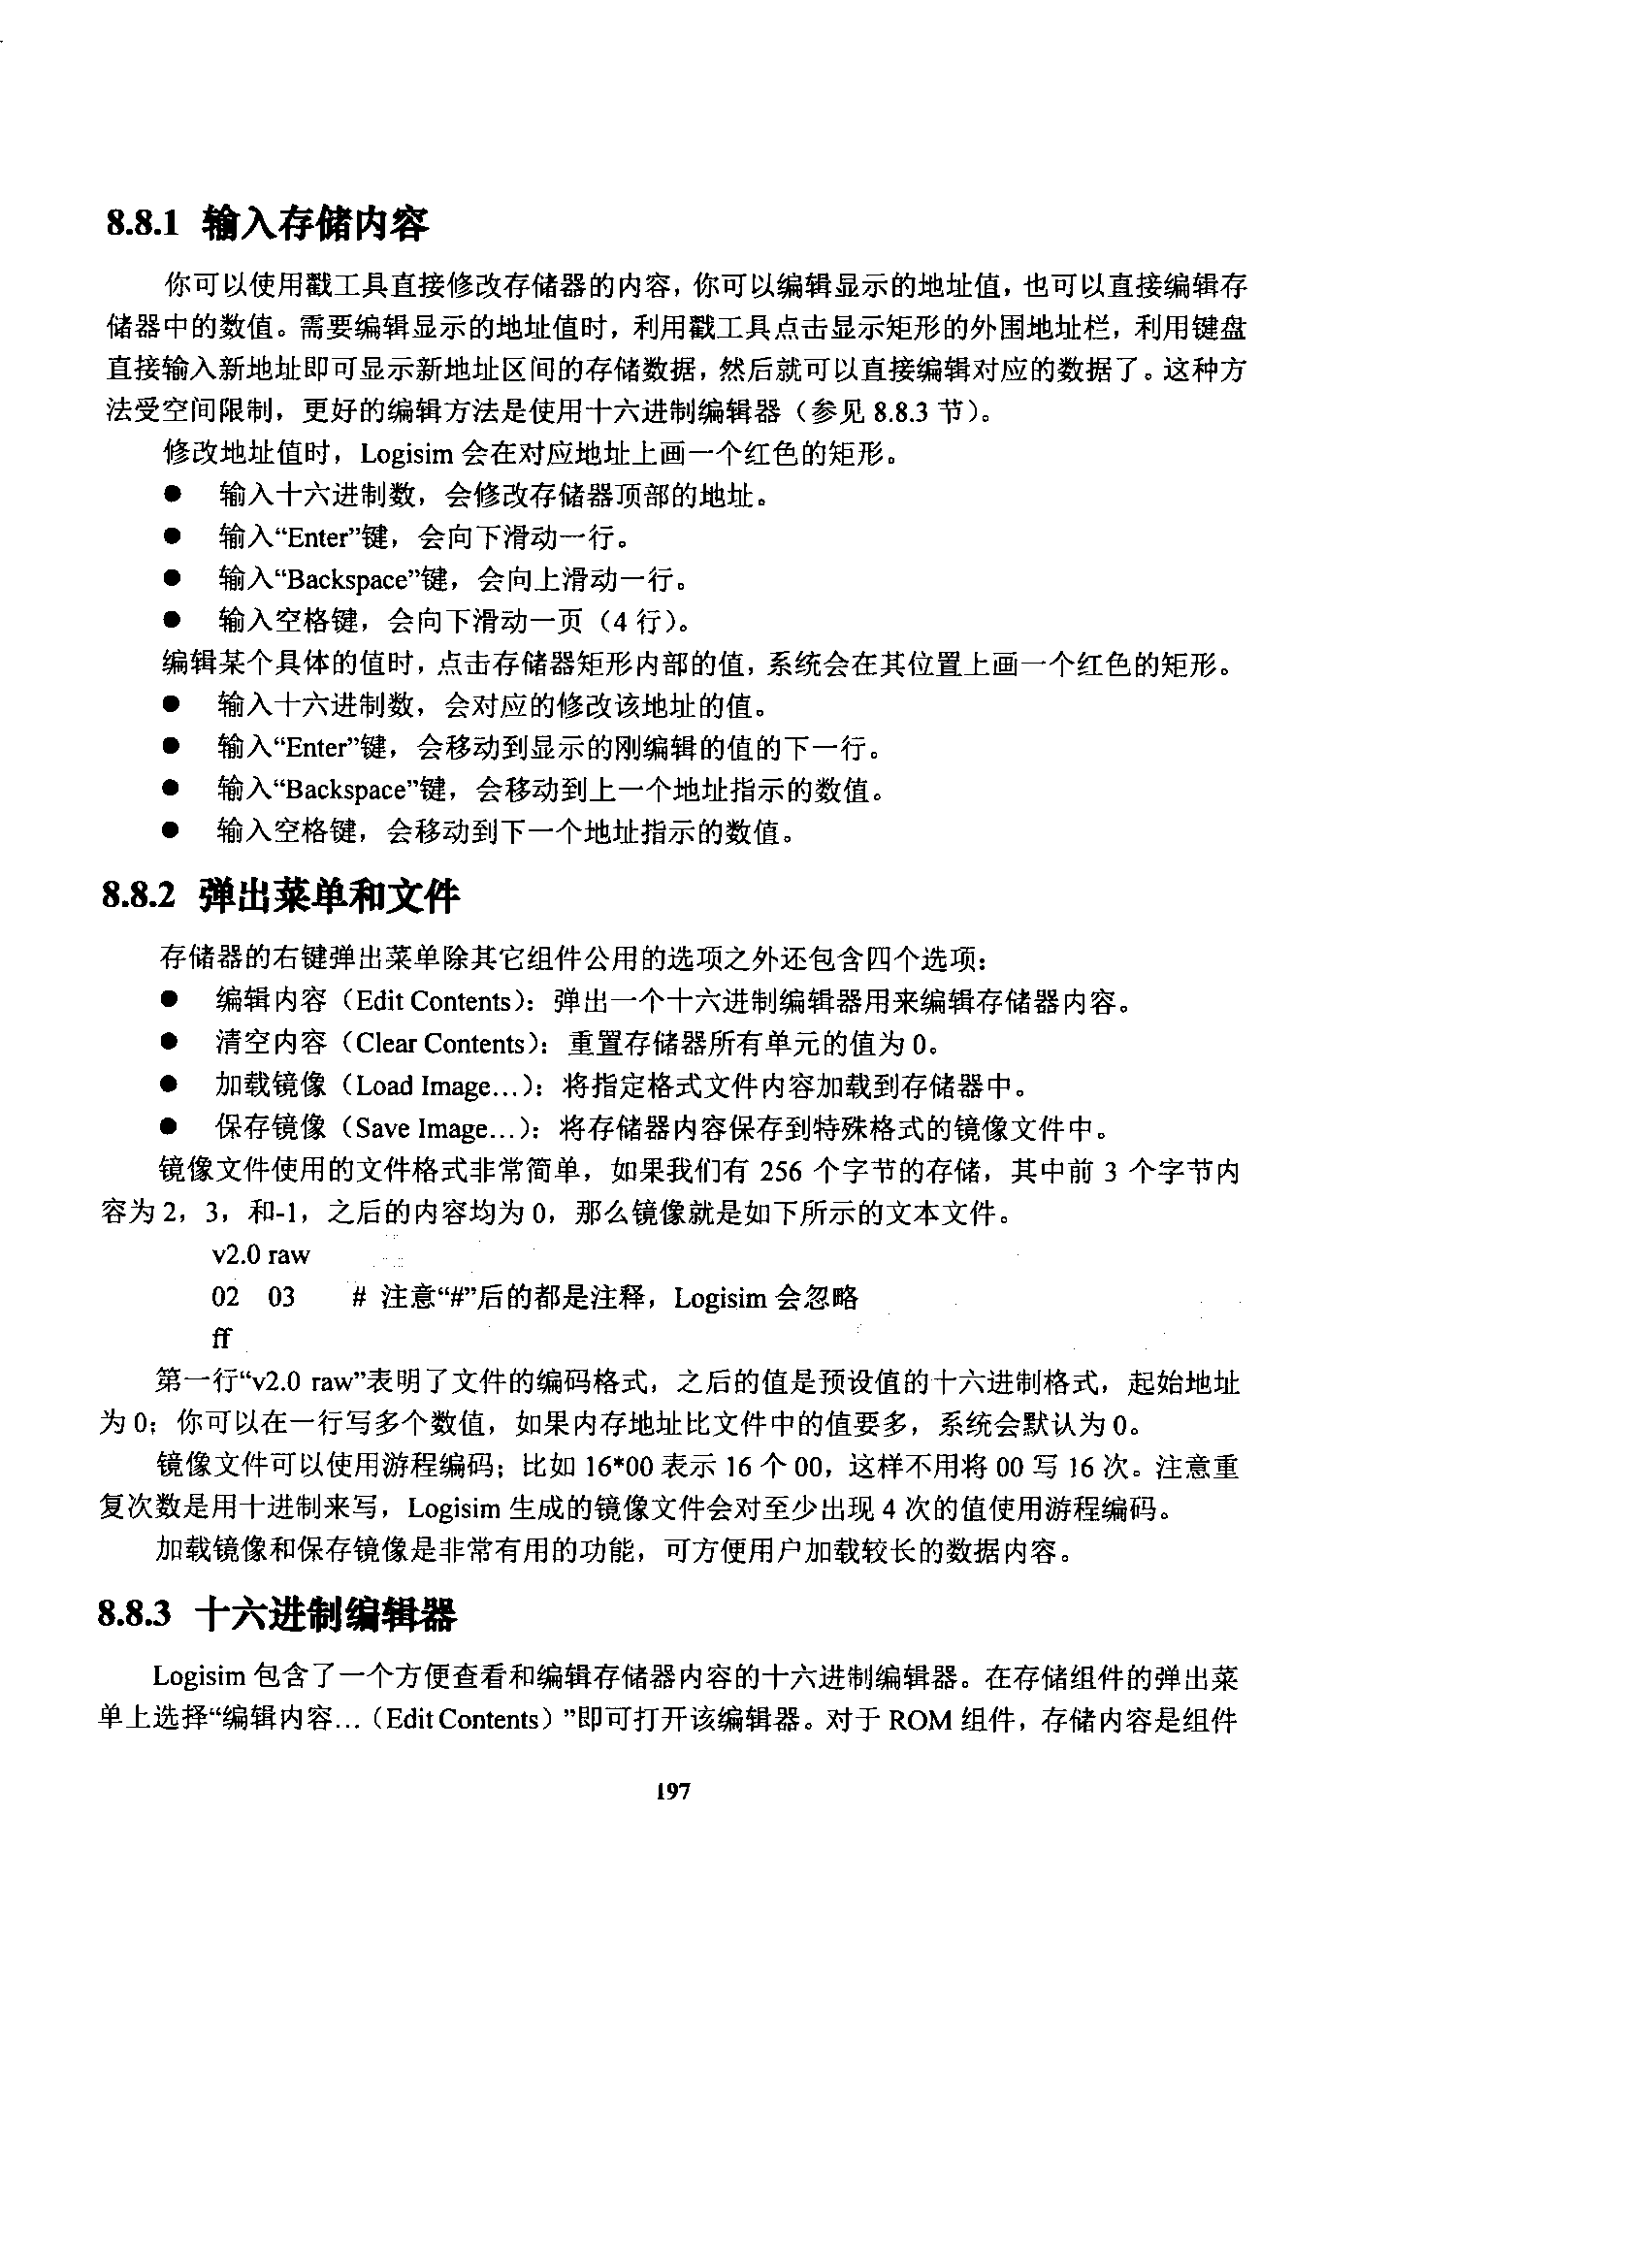 8.8.1 输入存储内容
你可以使用戳工具直接修改存储器的内容，你可以编辑显示的地址值，也可以直接编辑存
储器中的数值。需要编辑显示的地址值时，利用戳工具点击显示矩形的外围地址栏，利用键盘
直接输入新地址即可显示新地址区间的存储数据，然后就可以直接编辑对应的数据了。这种方
法受空间限制，更好的编辑方法是使用十六进制编辑器（参见 8.8.3 节）。
修改地址值时，Logisim 会在对应地址上画一个红色的矩形。
● 输入十六进制数，会修改存储器顶部的地址。
● 输入“Enter”键，会向下滑动一行。
● 输入“Backspace”键，会向上滑动一行。
● 输入空格键，会向下滑动一页（4 行）。
编辑某个具体的值时，点击存储器矩形内部的值，系统会在其位置上画一个红色的矩形。
● 输入十六进制数，会对应的修改该地址的值。
● 输入“Enter”键，会移动到显示的刚编辑的值的下一行。
● 输入“Backspace”键，会移动到上一个地址指示的数值。
● 输入空格键，会移动到下一个地址指示的数值。
8.8.2 弹出菜单和文件
存储器的右键弹出菜单除其它组件公用的选项之外还包含四个选项：
● 编辑内容（Edit Contents）：弹出一个十六进制编辑器用来编辑存储器内容。
● 清空内容（Clear Contents）：重置存储器所有单元的值为 0。
● 加载镜像（Load Image…）：将指定格式文件内容加载到存储器中。
● 保存镜像（Save Image…）：将存储器内容保存到特殊格式的镜像文件中。
镜像文件使用的文件格式非常简单，如果我们有 256 个字节的存储，其中前 3 个字节内
容为 2，3，和-1，之后的内容均为 0，那么镜像就是如下所示的文本文件。
v2.0 raw
02 03 # 注意“#”后的都是注释，Logisim 会忽略
ff
第一行“v2.0 raw”表明了文件的编码格式，之后的值是预设值的十六进制格式，起始地址
为 0；你可以在一行写多个数值，如果内存地址比文件中的值要多，系统会默认为 0。
镜像文件可以使用游程编码；比如 16*00 表示 16 个 00，这样不用将 00 写 16 次。注意重
复次数是用十进制来写，Logisim 生成的镜像文件会对至少出现 4 次的值使用游程编码。
加载镜像和保存镜像是非常有用的功能，可方便用户加载较长的数据内容。
8.8.3 十六进制编辑器
Logisim 包含了一个方便查看和编辑存储器内容的十六进制编辑器。在存储组件的弹出菜
单上选择“编辑内容…（Edit Contents）”即可打开该编辑器。对于 ROM 组件，存储内容是组件
197